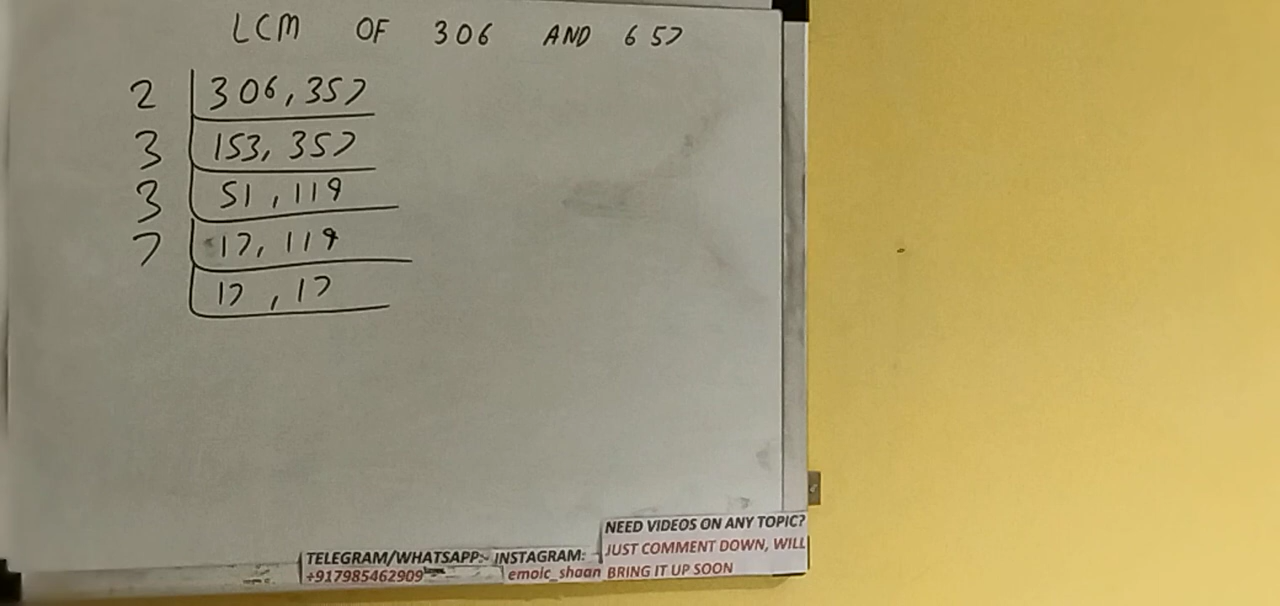 LCM OF 306 AND 657
2 306, 357
3 153, 357
3 51, 119
7 17, 119
17, 17
NEED VIDEOS ON ANY TOPIC?
JUST COMMENT DOWN, WILL
BRING IT UP SOON
TELEGRAM/WHATSAPP:- INSTAGRAM:
+917985462909 emoic_shaan